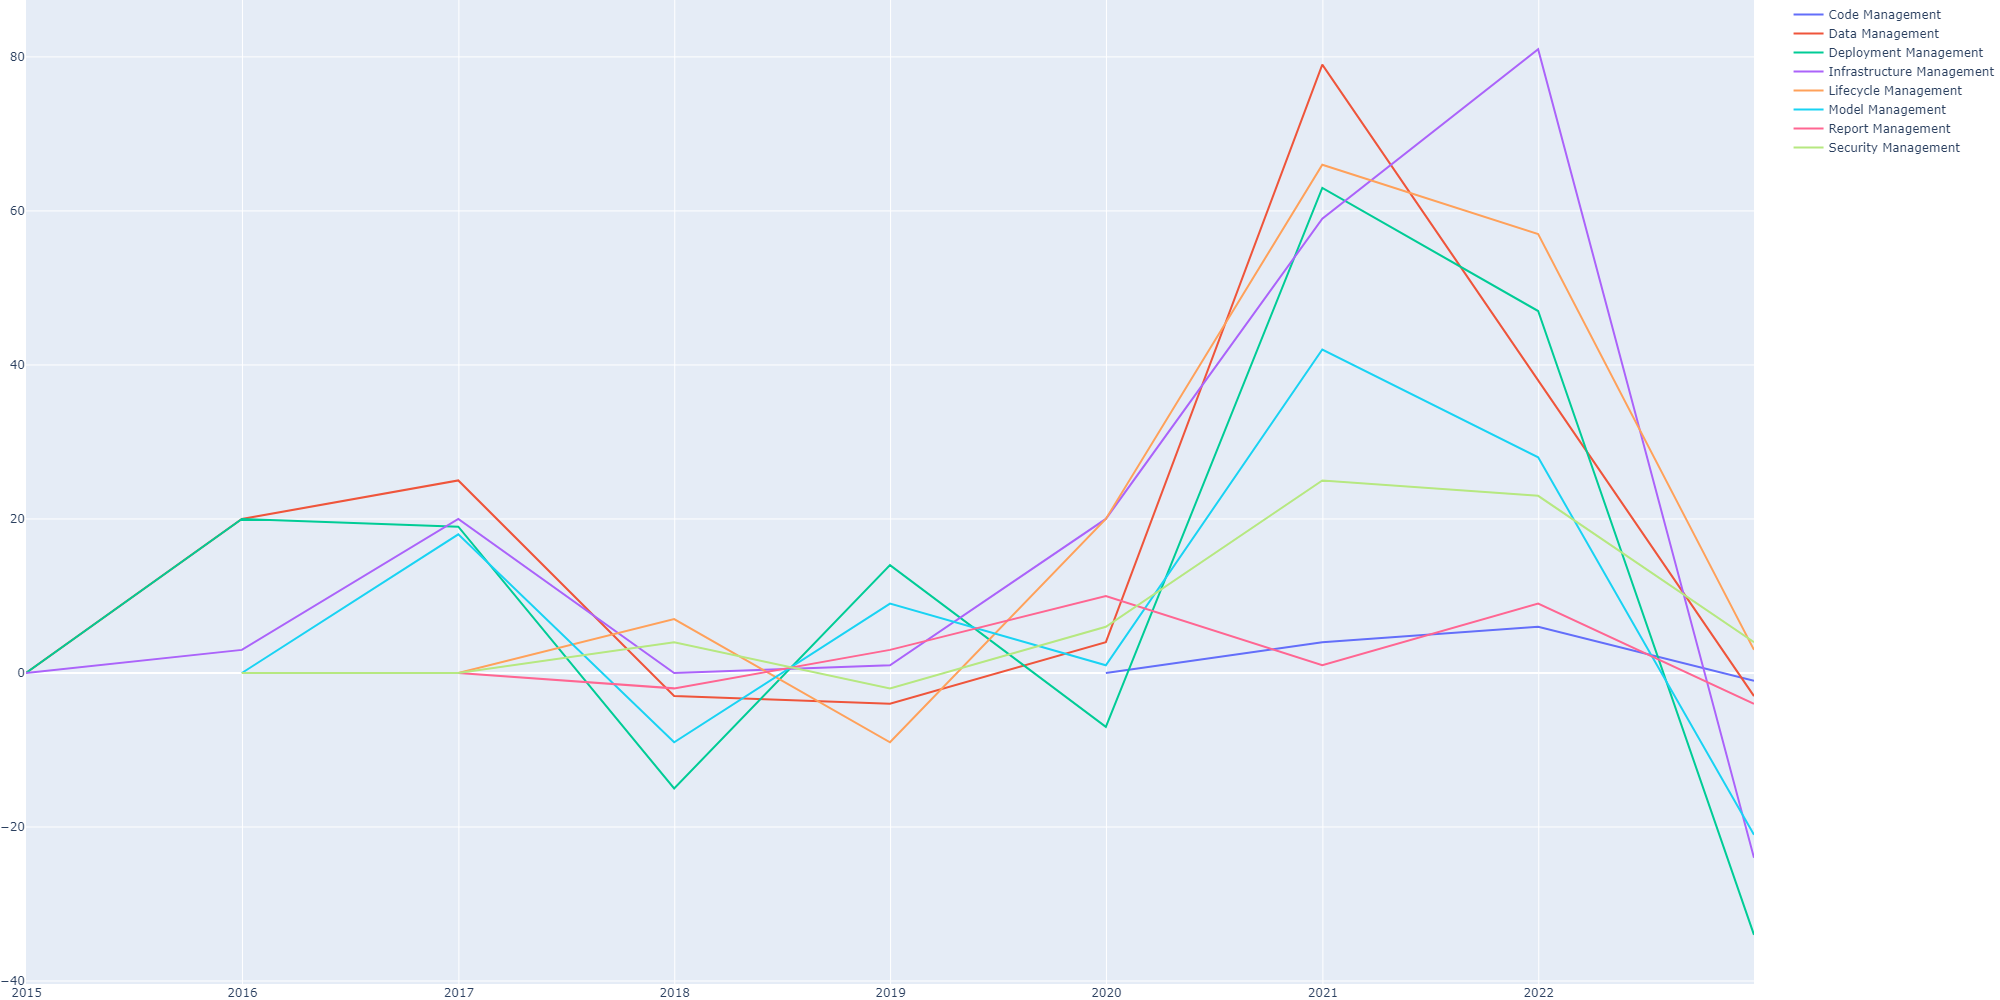 80
60
40
20
0
−20
−40
2015 2016 2017 2018 2019 2020 2021 2022
Code Management
Data Management
Deployment Management
Infrastructure Management
Lifecycle Management
Model Management
Report Management
Security Management